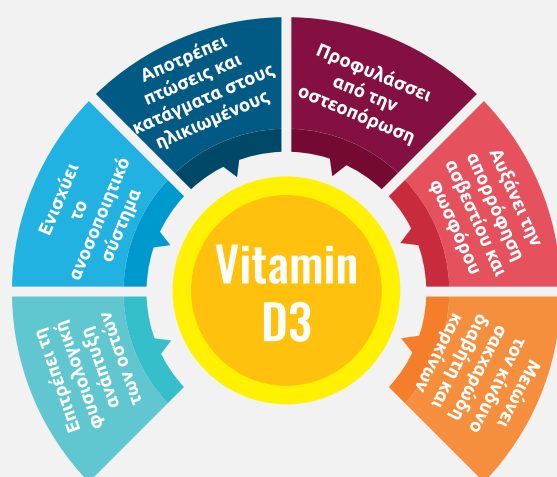 Επιτρέπει τη
φυσιολογική
ανάπτυξη
των οστών
Ενισχύει
το
ανοσοποιητικό
σύστημα
Αποτρέπει
πτώσεις και
κατάγματα στους
ηλικιωμένους
Προφυλάσσει
από την
οστεοπόρωση
Αυξάνει την
απορρόφηση
ασβεστίου και
φωσφόρου
Μειώνει
τον κίνδυνο
σακχαρώδη
διαβήτη και
καρκίνων
Vitamin
D3